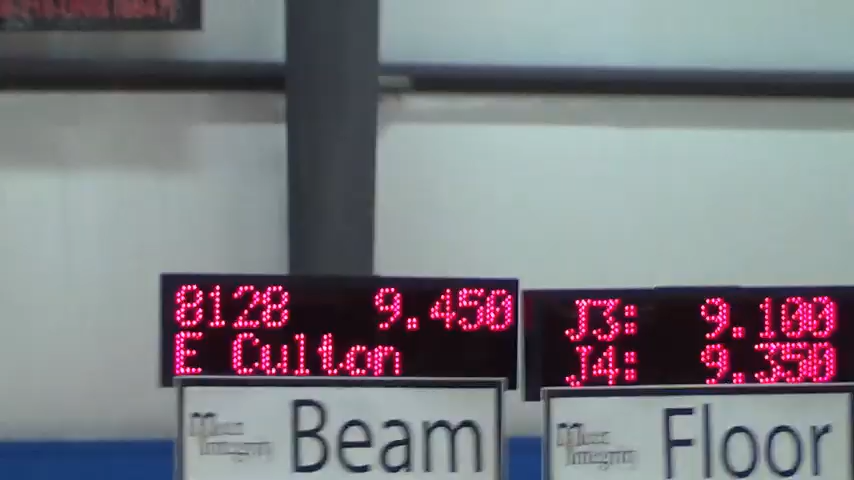 8128 9.450
E Culton
Beam
J3: 9.100
J4: 9.350
Floor